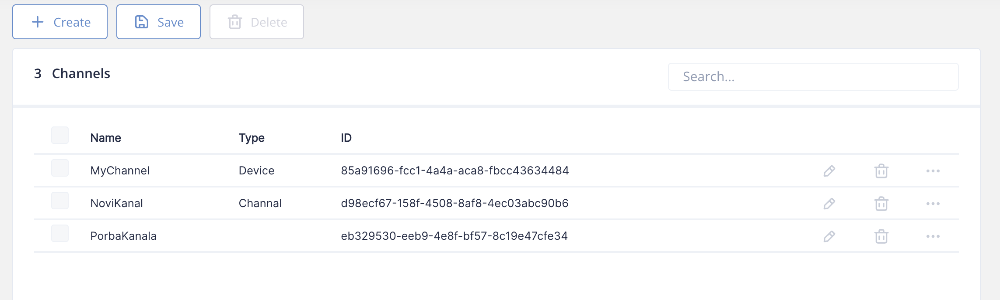 Create Save Delete
3 Channels Search...
Name Type ID
MyChannel Device 85a91696-fcc1-4a4a-aca8-fbcc43634484
NoviKanal Channal d98ecf67-158f-4508-8af8-4ec03abc90b6
PorbaKanala eb329530-eeb9-4e8f-bf57-8c19e47cfe34